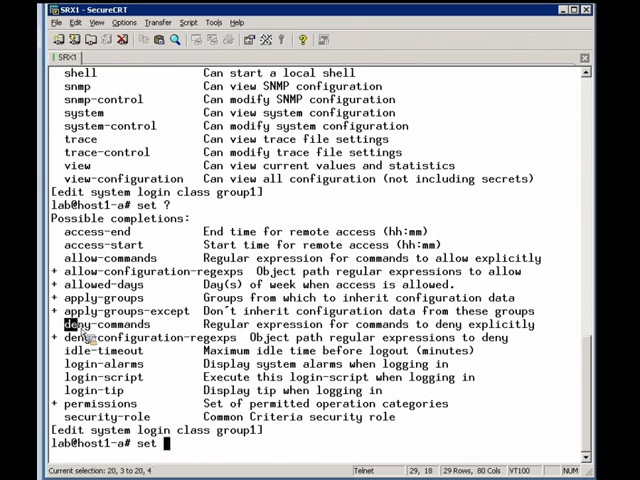 SRX1 - SecureCRT
File Edit View Options Transfer Script Tools Help
SRX1
shell Can start a local shell
snmp Can view SNMP configuration
snmp-control Can modify SNMP configuration
system Can view system configuration
system-control Can modify system configuration
trace Can view trace file settings
trace-control Can modify trace file settings
view Can view current values and statistics
view-configuration Can view all configuration (not including secrets)
[edit system login class group1]
lab@host1-a# set ?
Possible completions:
access-end End time for remote access (hh:mm)
access-start Start time for remote access (hh:mm)
allow-commands Regular expression for commands to allow explicitly
+ allow-configuration-regexps Object path regular expressions to allow
+ allowed-days Day(s) of week when access is allowed.
+ apply-groups Groups from which to inherit configuration data
+ apply-groups-except Don't inherit configuration data from these groups
deny-commands Regular expression for commands to deny explicitly
+ deny-configuration-regexps Object path regular expressions to deny
idle-timeout Maximum idle time before logout (minutes)
login-alarms Display system alarms when logging in
login-script Execute this login-script when logging in
login-tip Display tip when logging in
+ permissions Set of permitted operation categories
security-role Common Criteria security role
[edit system login class group1]
lab@host1-a# set
Current selection: 20, 3 to 20, 4 Telnet 29, 18 29 Rows, 80 Cols VT100 NUM